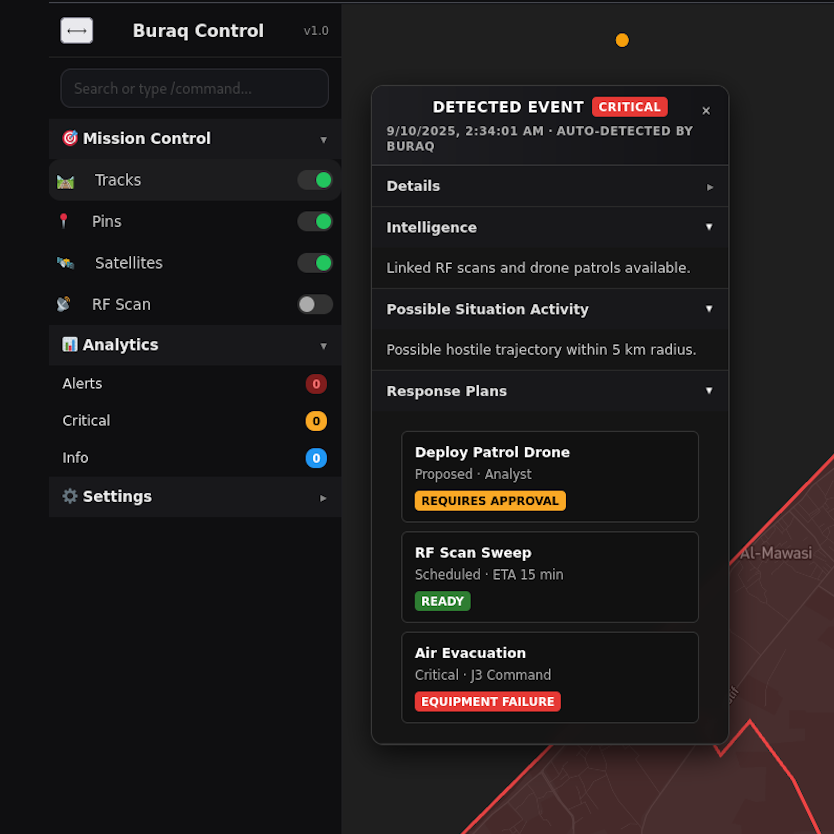 Buraq Control
v1.0
Search or type /command...
Mission Control
Tracks
Pins
Satellites
RF Scan
Analytics
Alerts 0
Critical 0
Info 0
Settings
DETECTED EVENT CRITICAL
×
9/10/2025, 2:34:01 AM · AUTO-DETECTED BY
BURAQ
Details
Intelligence
Linked RF scans and drone patrols available.
Possible Situation Activity
Possible hostile trajectory within 5 km radius.
Response Plans
Deploy Patrol Drone
Proposed · Analyst
REQUIRES APPROVAL
RF Scan Sweep
Scheduled · ETA 15 min
READY
Air Evacuation
Critical · J3 Command
EQUIPMENT FAILURE
Al-Mawasi